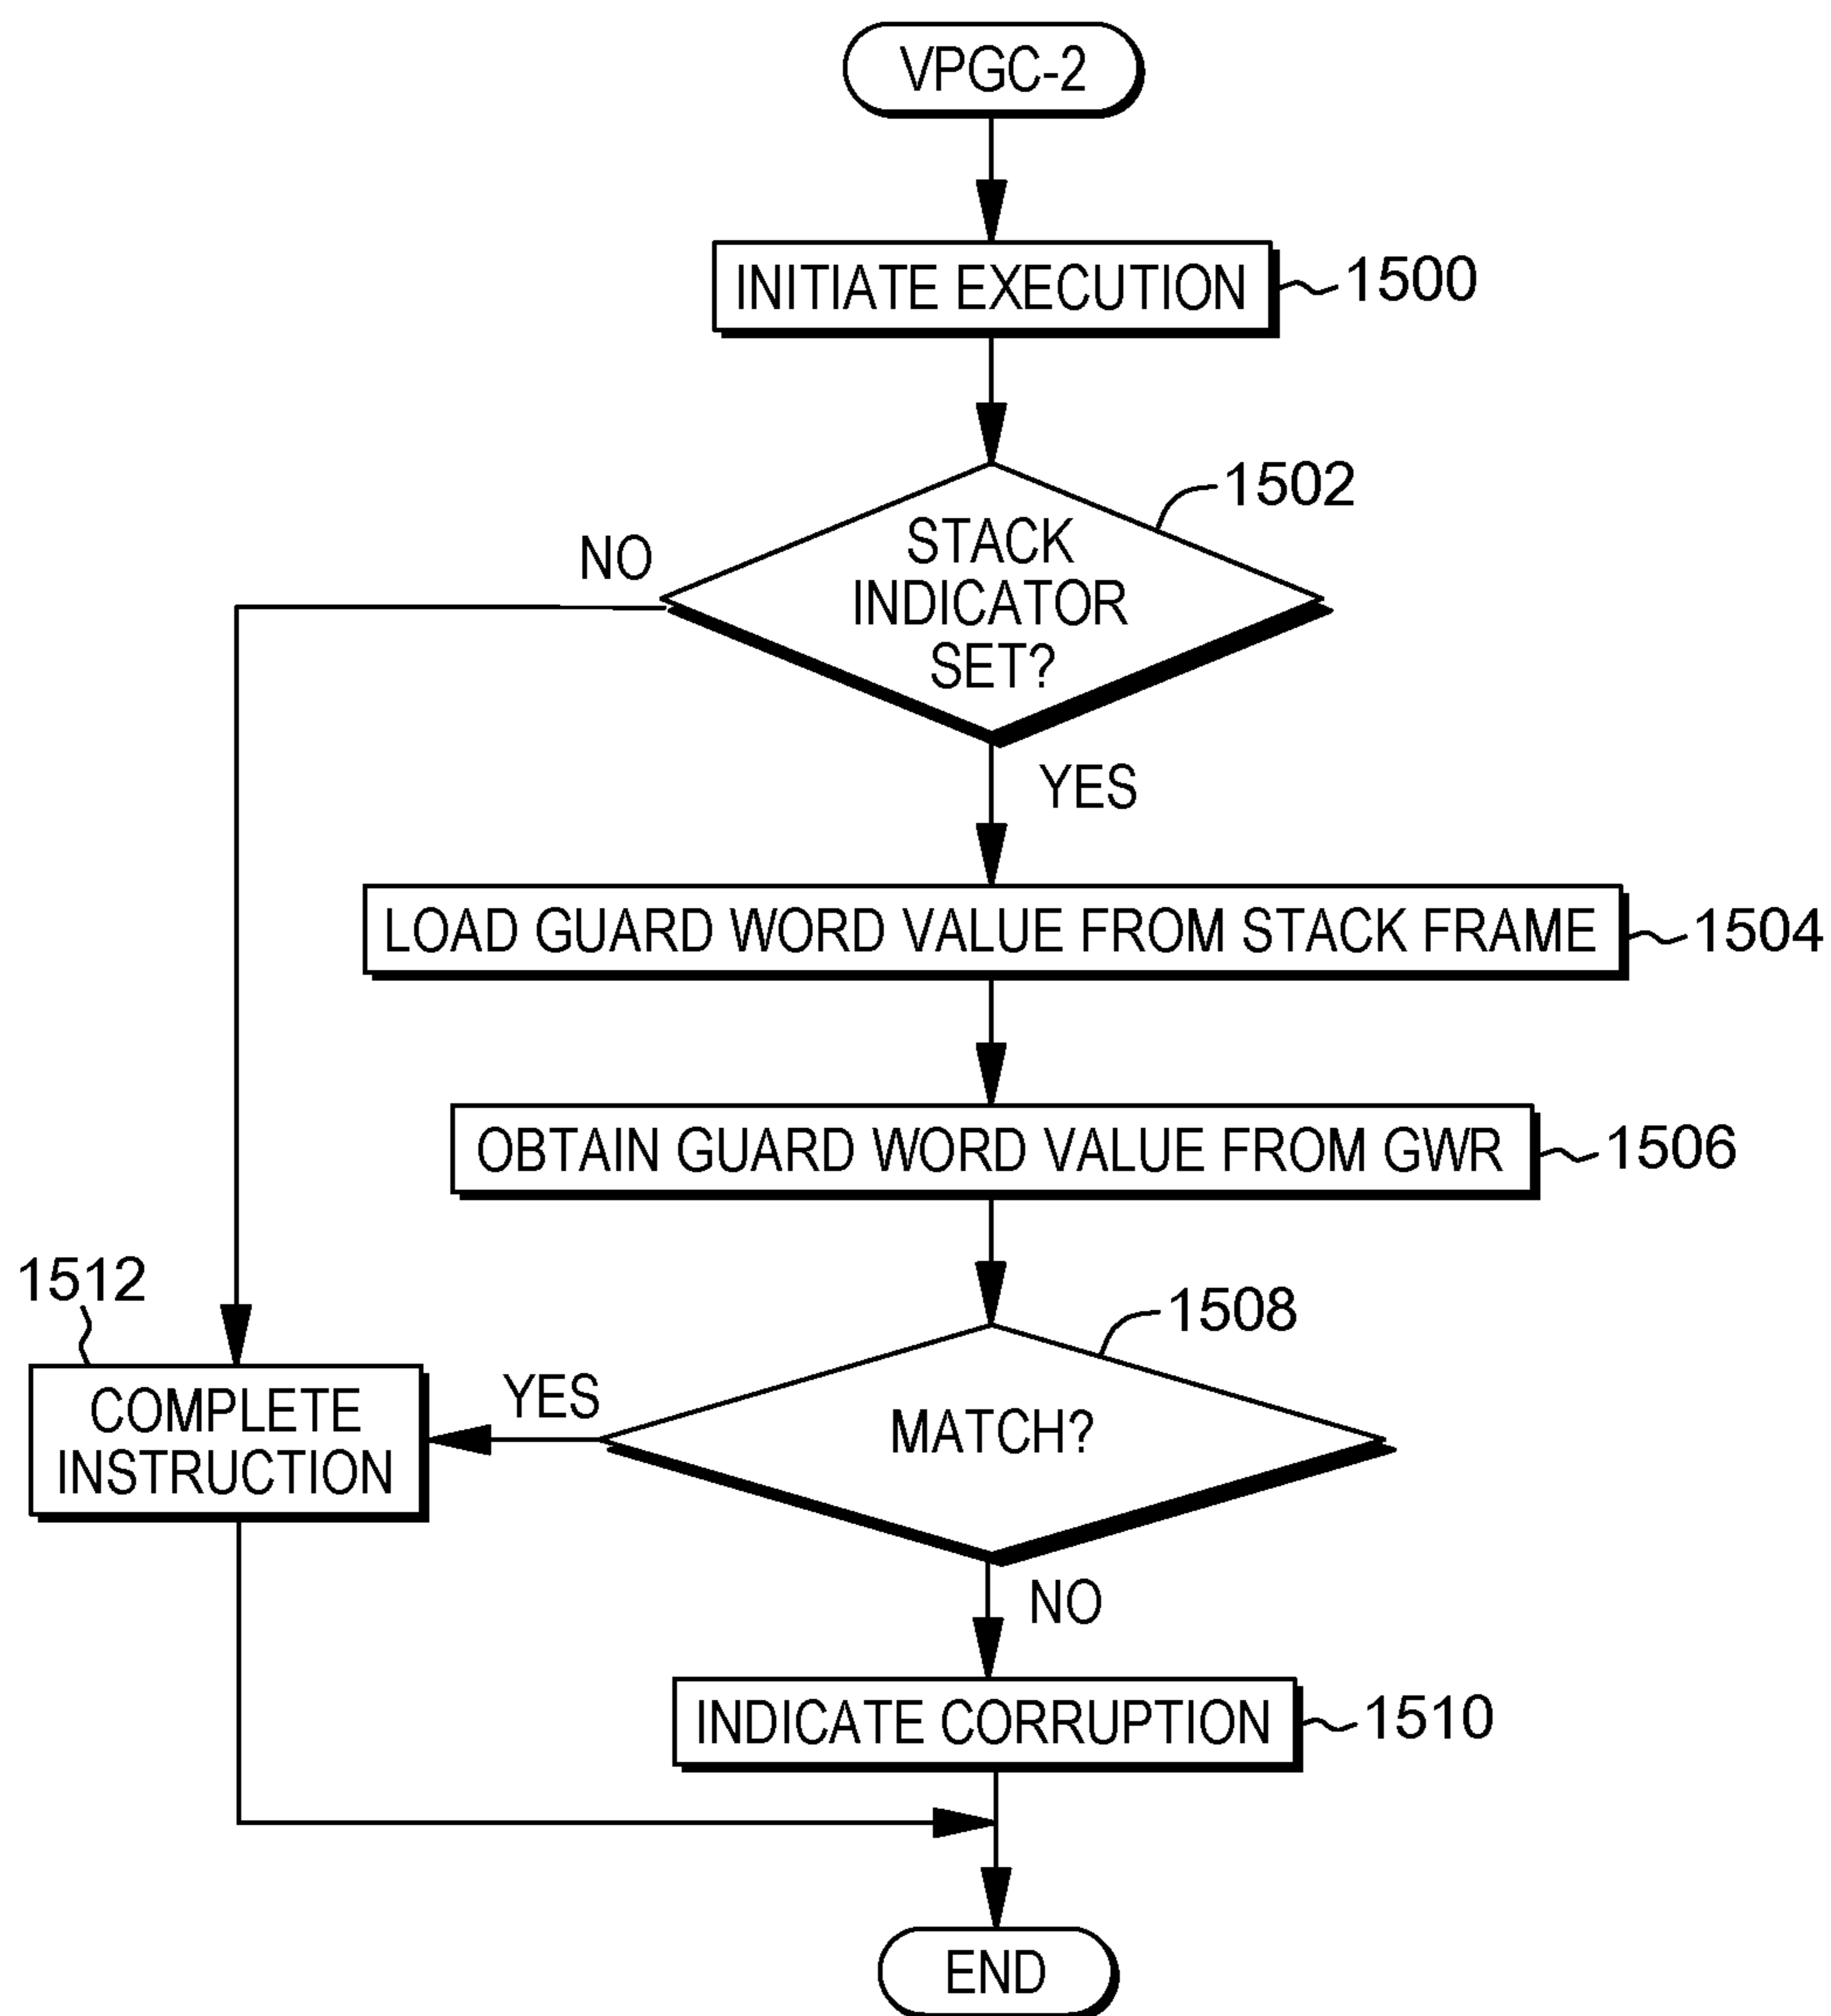 VPGC-2
INITIATE EXECUTION
1500
1502
STACK
INDICATOR
SET?
NO
YES
LOAD GUARD WORD VALUE FROM STACK FRAME
1504
OBTAIN GUARD WORD VALUE FROM GWR
1506
1512
1508
COMPLETE
INSTRUCTION
YES
MATCH?
NO
INDICATE CORRUPTION
1510
END